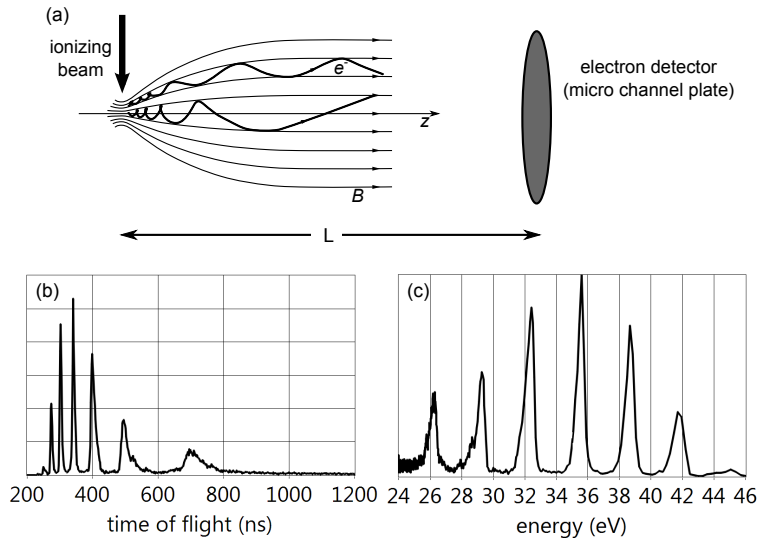 (a)
ionizing
beam
e-
z
B
electron detector
(micro channel plate)
L
(b)
200 400 600 800 1000 1200
time of flight (ns)
(c)
24 26 28 30 32 34 36 38 40 42 44 46
energy (eV)